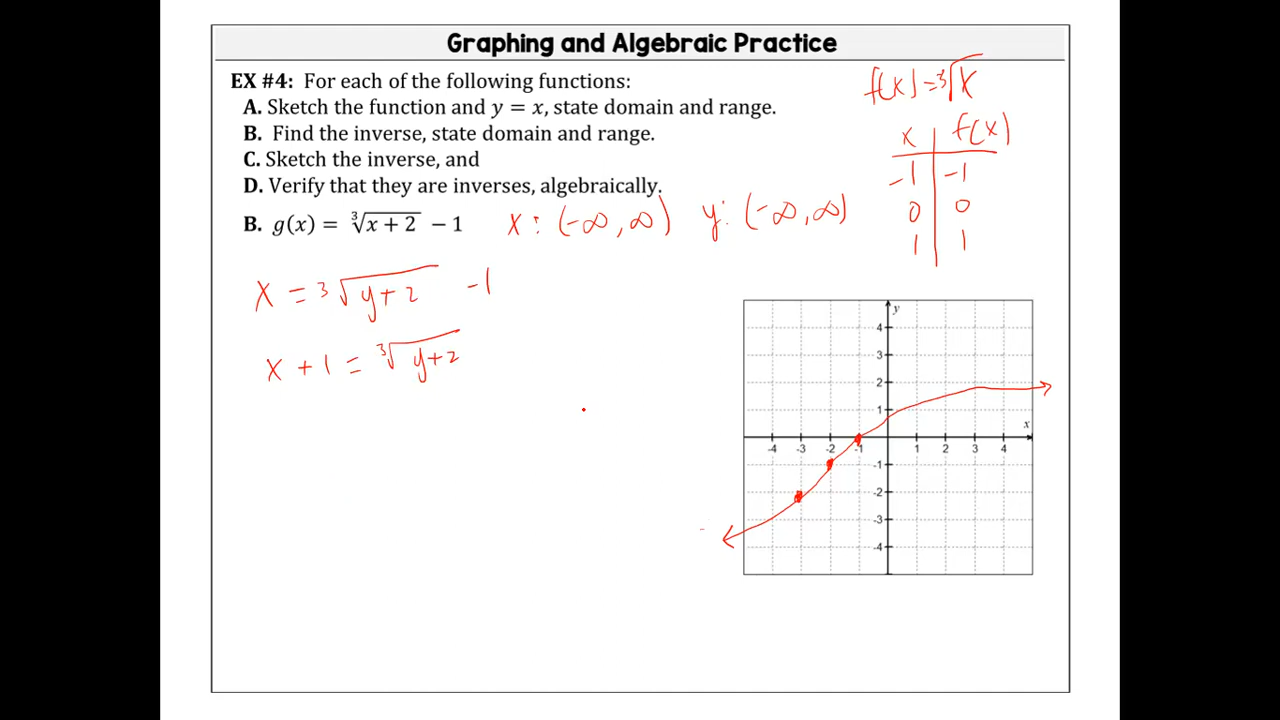 Graphing and Algebraic Practice
EX #4: For each of the following functions:
A. Sketch the function and y = x, state domain and range.
B. Find the inverse, state domain and range.
C. Sketch the inverse, and
D. Verify that they are inverses, algebraically.
B. g(x) = ∛(x + 2) − 1   x: (-∞, ∞)   y: (-∞, ∞)
f(x) = ∛x
x | f(x)
-1 | -1
0 | 0
1 | 1
x = ∛(y+2) -1
x + 1 = ∛(y+2)
y
4
3
2
1
x
-4 -3 -2 -1 1 2 3 4
-1
-2
-3
-4